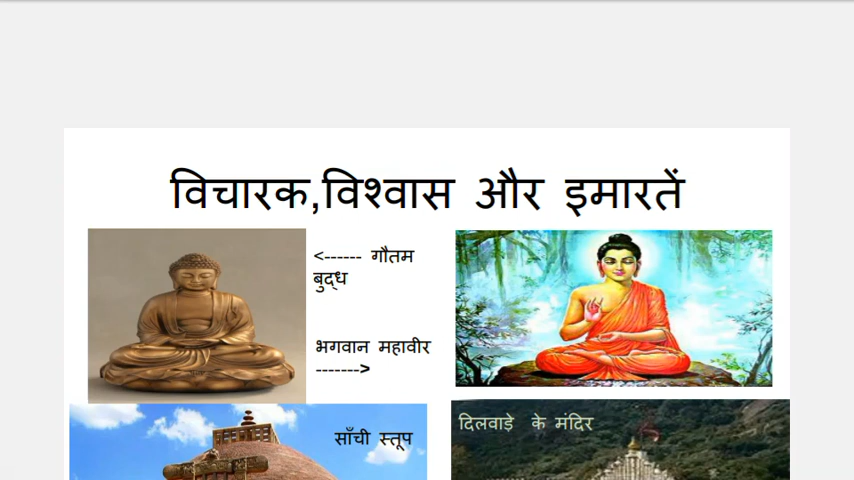 विचारक,विश्वास और इमारतें
<------ गौतम
बुद्ध
भगवान महावीर
------->
साँची स्तूप
दिलवाड़े के मंदिर